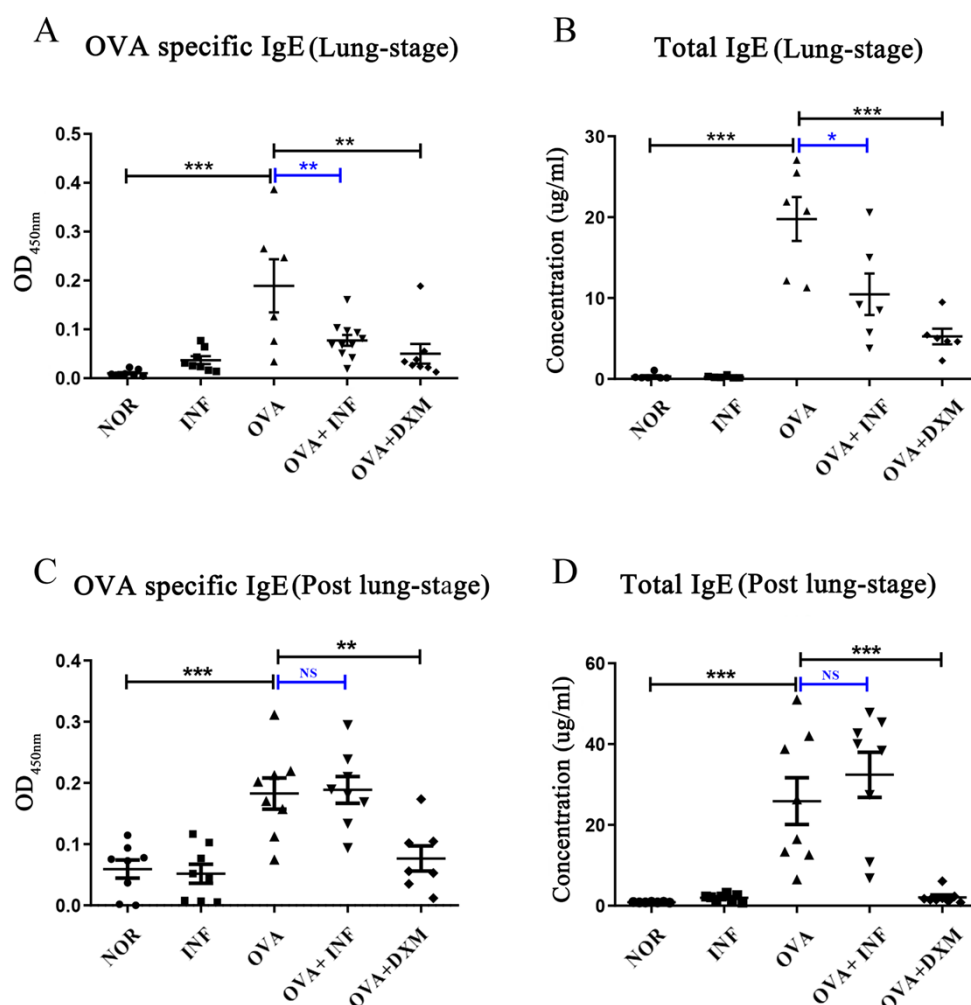 A
OVA specific IgE (Lung-stage)
OD450nm
0.5
0.4
0.3
0.2
0.1
0.0
***
**
**
NOR
INF
OVA
OVA+ INF
OVA+DXM
B
Total IgE (Lung-stage)
Concentration (ug/ml)
30
20
10
0
***
***
*
NOR
INF
OVA
OVA+ INF
OVA+DXM
C
OVA specific IgE (Post lung-stage)
OD450nm
0.4
0.3
0.2
0.1
0.0
***
**
NS
NOR
INF
OVA
OVA+ INF
OVA+DXM
D
Total IgE (Post lung-stage)
Concentration (ug/ml)
60
40
20
0
***
***
NS
NOR
INF
OVA
OVA+ INF
OVA+DXM